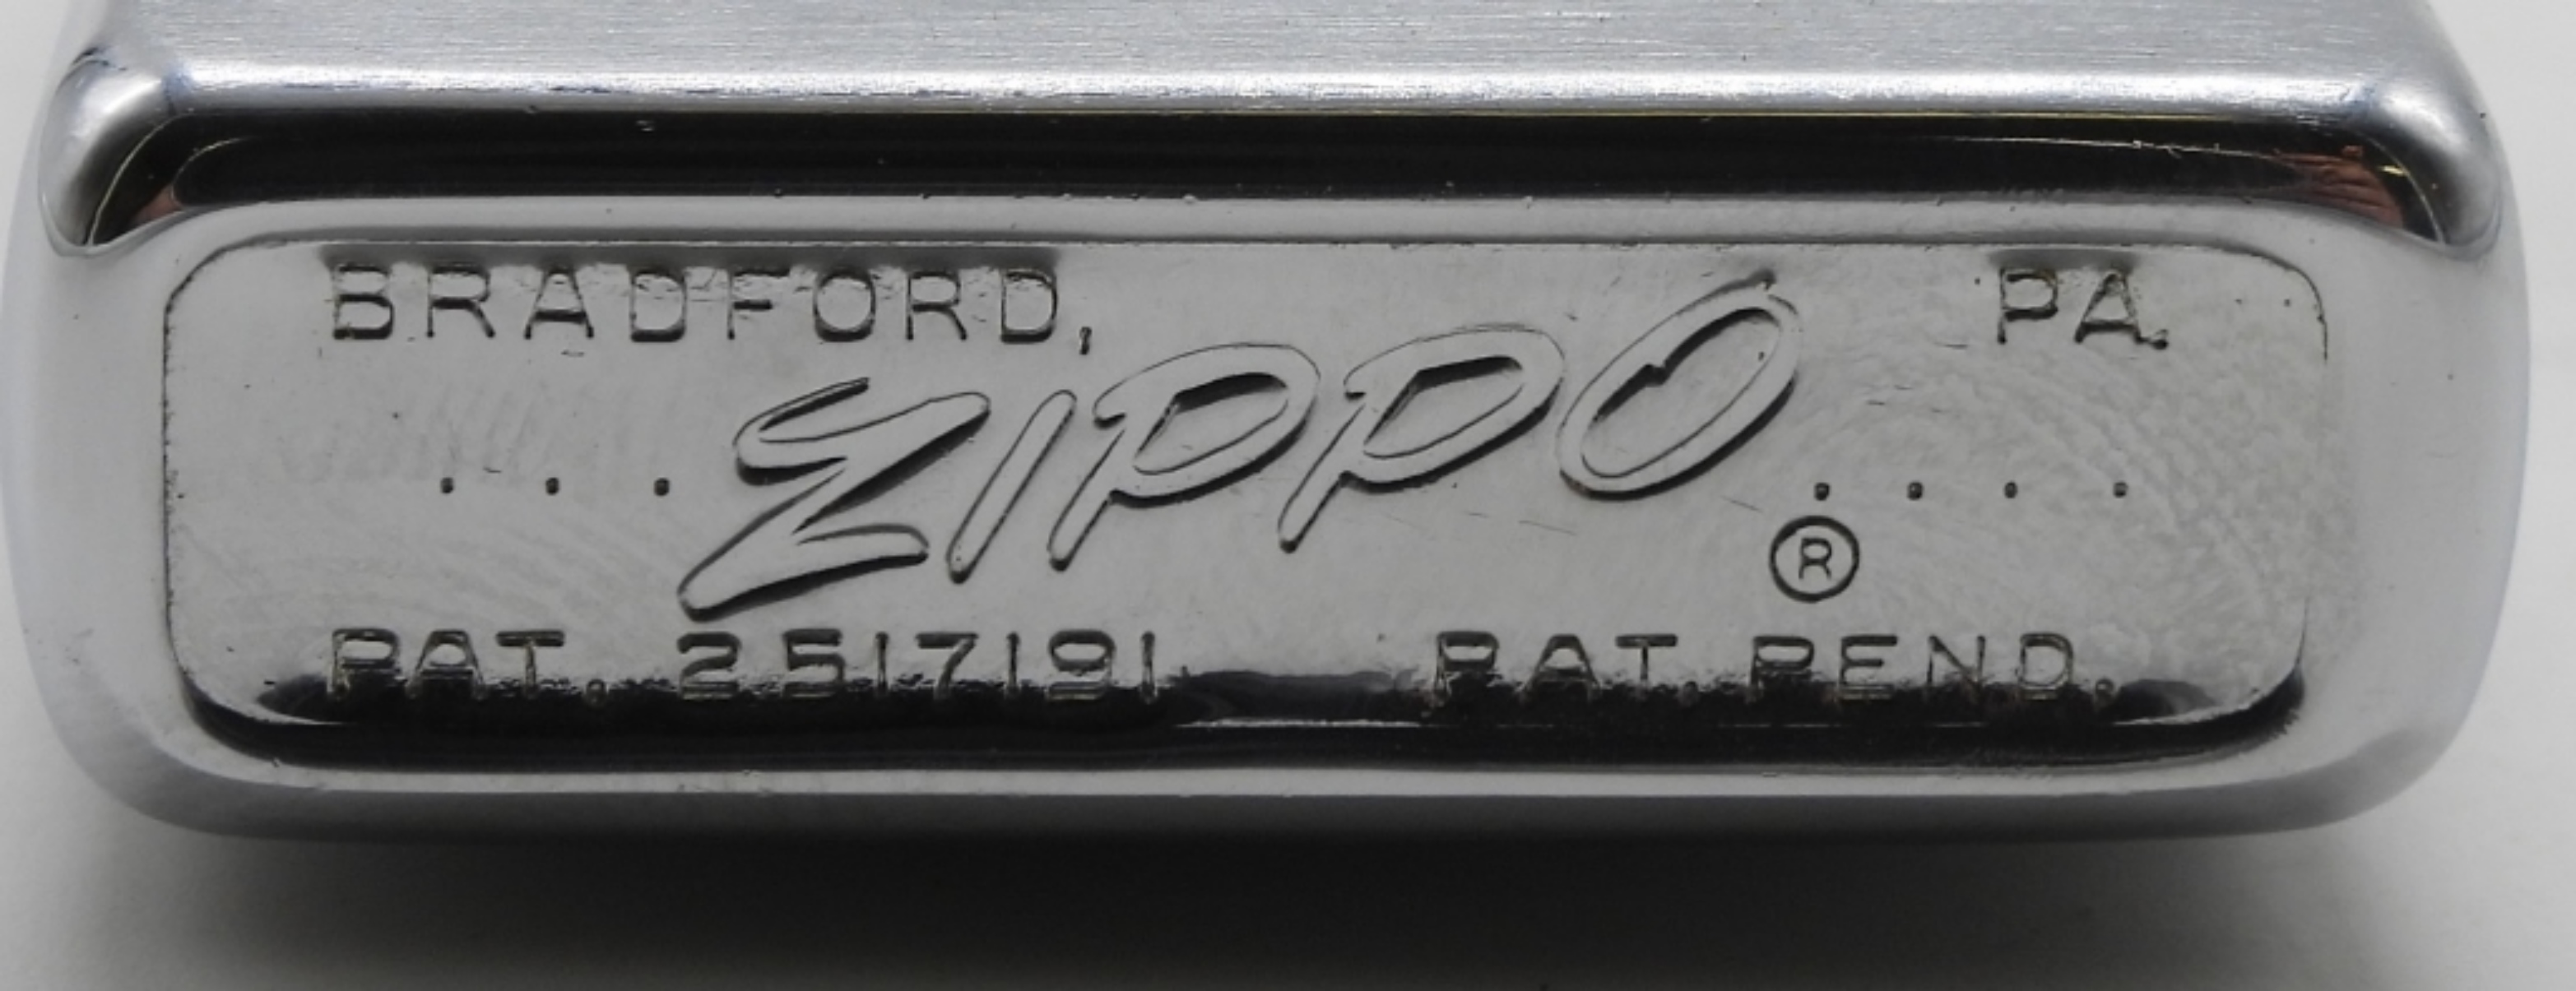 BRADFORD, PA.
. . . ZIPPO . . . .
®
PAT. 2517191 PAT. PEND.